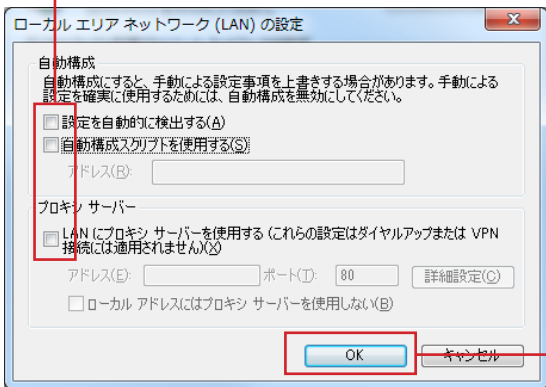 ローカル エリア ネットワーク (LAN) の設定
自動構成
自動構成にすると、手動による設定事項を上書きする場合があります。手動による
設定を確実に使用するためには、自動構成を無効にしてください。
設定を自動的に検出する(A)
自動構成スクリプトを使用する(S)
アドレス(R):
プロキシ サーバー
LAN にプロキシ サーバーを使用する (これらの設定はダイヤルアップまたは VPN
接続には適用されません)(X)
アドレス(E): ポート(T): 80 詳細設定(C)
ローカル アドレスにはプロキシ サーバーを使用しない(B)
OK キャンセル